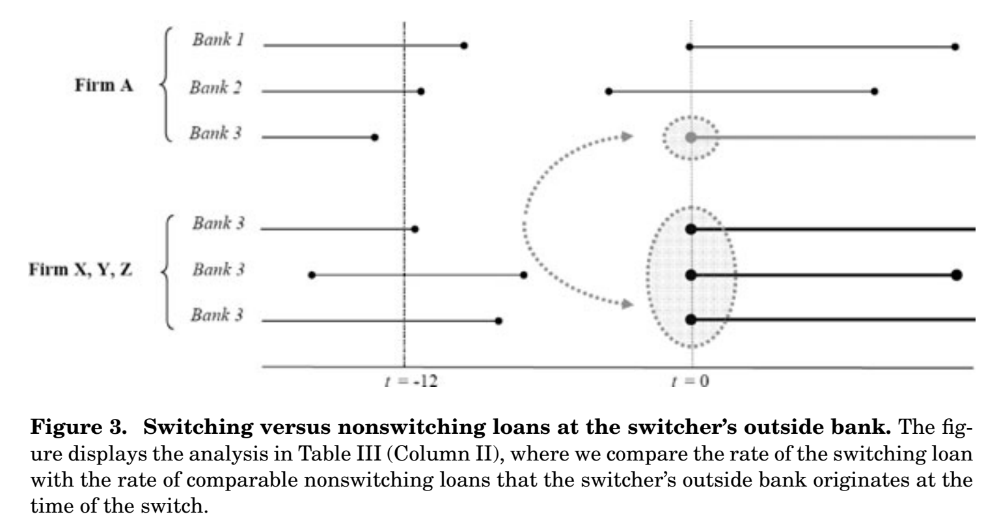 Bank 1
Firm A
Bank 2
Bank 3
Bank 3
Firm X, Y, Z
Bank 3
Bank 3
t = -12
t = 0
Figure 3. Switching versus nonswitching loans at the switcher’s outside bank. The fig-
ure displays the analysis in Table III (Column II), where we compare the rate of the switching loan
with the rate of comparable nonswitching loans that the switcher’s outside bank originates at the
time of the switch.